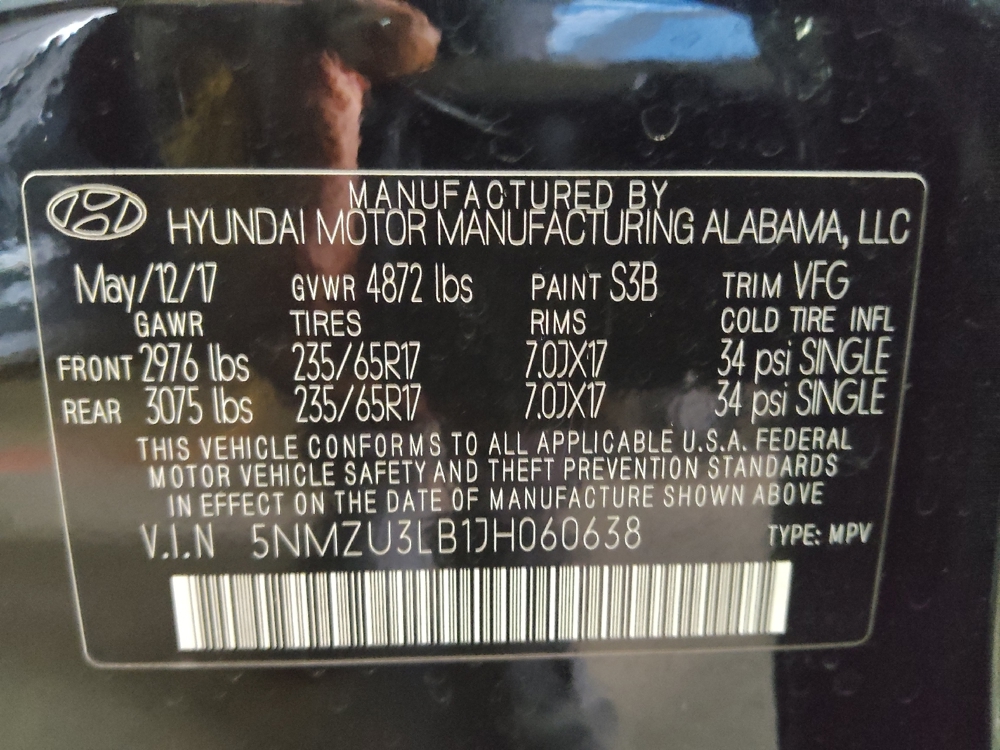 MANUFACTURED BY
HYUNDAI MOTOR MANUFACTURING ALABAMA, LLC
May/12/17 GVWR 4872 lbs PAINT S3B TRIM VFG
GAWR TIRES RIMS COLD TIRE INFL
FRONT 2976 lbs 235/65R17 7.0JX17 34 psi SINGLE
REAR 3075 lbs 235/65R17 7.0JX17 34 psi SINGLE
THIS VEHICLE CONFORMS TO ALL APPLICABLE U.S.A. FEDERAL
MOTOR VEHICLE SAFETY AND THEFT PREVENTION STANDARDS
IN EFFECT ON THE DATE OF MANUFACTURE SHOWN ABOVE
V.I.N 5NMZU3LB1JH060638 TYPE: MPV